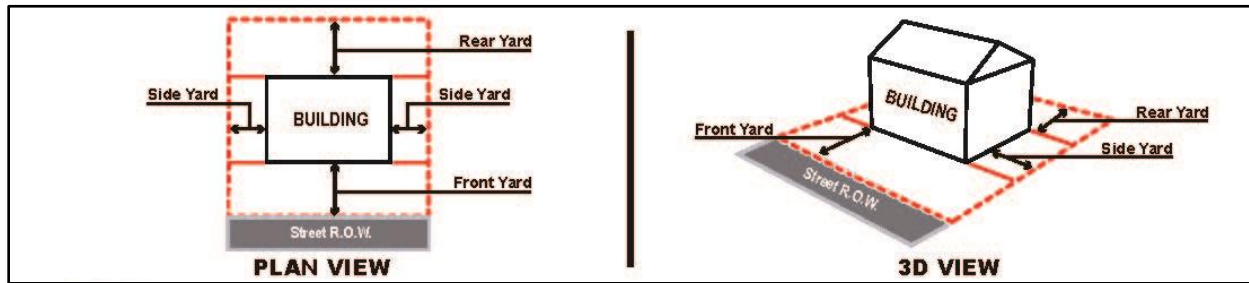 Rear Yard
Side Yard
Side Yard
BUILDING
Front Yard
Street R.O.W.
PLAN VIEW
BUILDING
Rear Yard
Front Yard
Side Yard
Street R.O.W.
3D VIEW